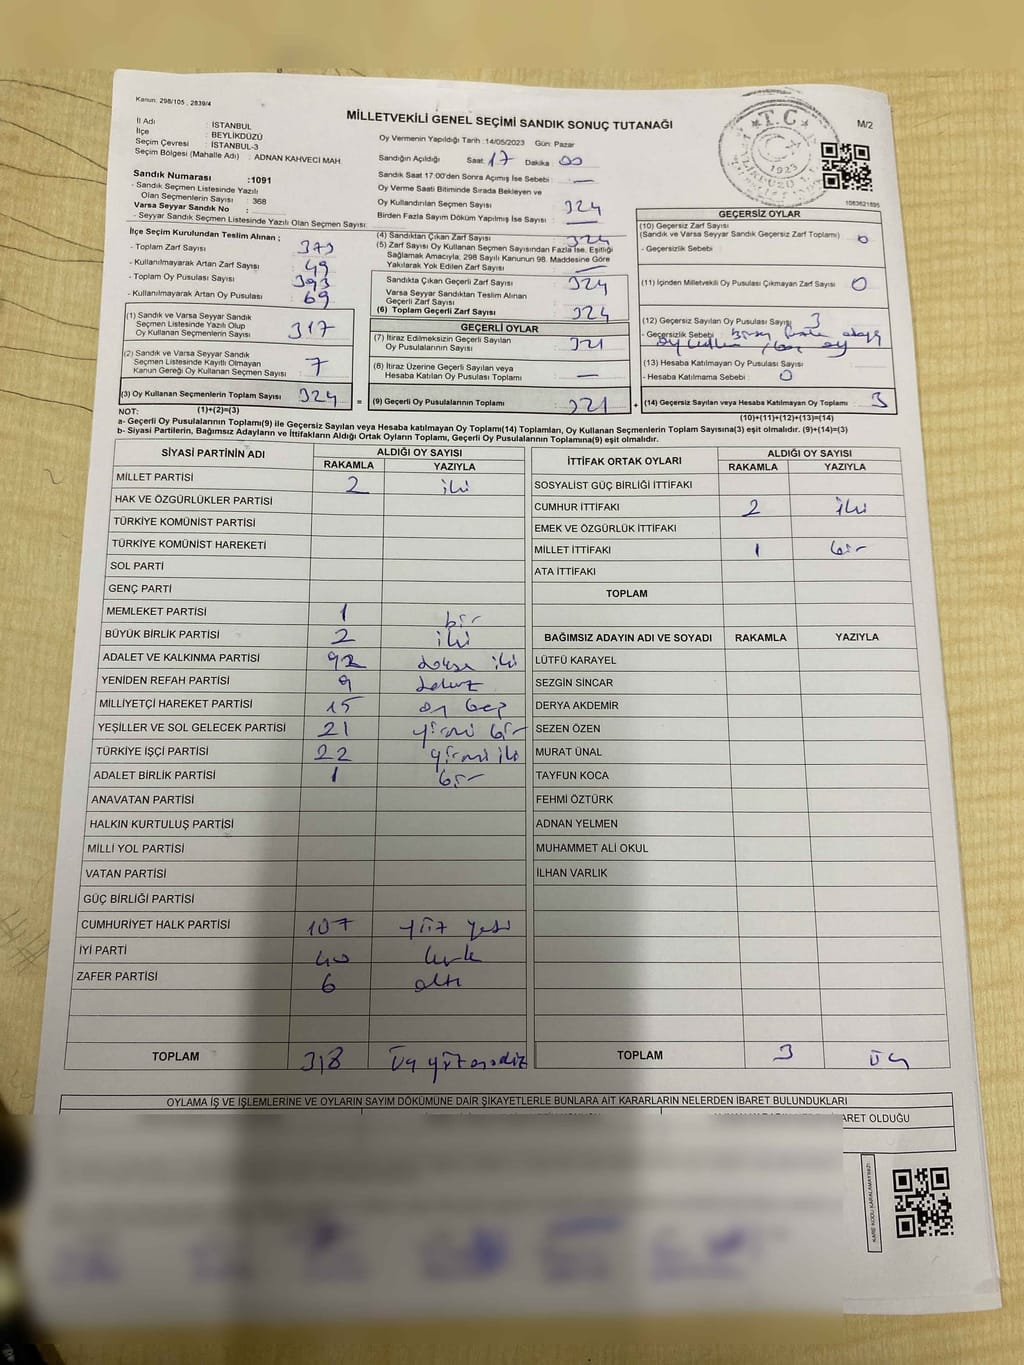 Kanun: 298/105 , 2839/4
MİLLETVEKİLİ GENEL SEÇİMİ SANDIK SONUÇ TUTANAĞI
M/2
İl Adı : İSTANBUL
İlçe : BEYLİKDÜZÜ
Seçim Çevresi : İSTANBUL-3
Seçim Bölgesi (Mahalle Adı) : ADNAN KAHVECİ MAH
Sandık Numarası :1091
- Sandık Seçmen Listesinde Yazılı
Olan Seçmenlerin Sayısı : 368
Varsa Seyyar Sandık No :
- Seyyar Sandık Seçmen Listesinde Yazılı Olan Seçmen Sayısı
Oy Vermenin Yapıldığı Tarih : 14/05/2023 Gün: Pazar
Sandığın Açıldığı Saat: 17 Dakika 00
Sandık Saat 17:00'den Sonra Açımış İse Sebebi : —
Oy Verme Saati Bitiminde Sırada Bekleyen ve
Oy Kullandırılan Seçmen Sayısı : 324
Birden Fazla Sayım Döküm Yapılmış İse Sayısı : —
T.C.
1923
1083621895
İlçe Seçim Kurulundan Teslim Alınan ;
- Toplam Zarf Sayısı : 379
- Kullanılmayarak Artan Zarf Sayısı : 49
- Toplam Oy Pusulası Sayısı : 393
- Kullanılmayarak Artan Oy Pusulası : 69
(1) Sandık ve Varsa Seyyar Sandık
Seçmen Listesinde Yazılı Olup
Oy Kullanan Seçmenlerin Sayısı : 317
(2) Sandık ve Varsa Seyyar Sandık
Seçmen Listesinde Kayıtlı Olmayan
Kanun Gereği Oy Kullanan Seçmen Sayısı : 7
(3) Oy Kullanan Seçmenlerin Toplam Sayısı 324
(4) Sandıktan Çıkan Zarf Sayısı : 324
(5) Zarf Sayısı Oy Kullanan Seçmen Sayısından Fazla İse, Eşitliği
Sağlamak Amacıyla, 298 Sayılı Kanunun 98. Maddesine Göre
Yakılarak Yok Edilen Zarf Sayısı : —
Sandıkta Çıkan Geçerli Zarf Sayısı : 324
Varsa Seyyar Sandıktan Teslim Alınan
Geçerli Zarf Sayısı :
(6) Toplam Geçerli Zarf Sayısı : 324
GEÇERLİ OYLAR
(7) İtiraz Edilmeksizin Geçerli Sayılan
Oy Pusulalarının Sayısı : 321
(8) İtiraz Üzerine Geçerli Sayılan veya
Hesaba Katılan Oy Pusulası Toplamı : —
= (9) Geçerli Oy Pusulalarının Toplamı : 321
GEÇERSİZ OYLAR
(10) Geçersiz Zarf Sayısı
(Sandık ve Varsa Seyyar Sandık Geçersiz Zarf Toplamı) : 0
- Geçersizlik Sebebi :
(11) İçinden Milletvekili Oy Pusulası Çıkmayan Zarf Sayısı : 0
(12) Geçersiz Sayılan Oy Pusulası Sayısı : 3
- Geçersizlik Sebebi : Birden fazla adaya
oy
(13) Hesaba Katılmayan Oy Pusulası Sayısı :
- Hesaba Katılmama Sebebi : 0
+ (14) Geçersiz Sayılan veya Hesaba Katılmayan Oy Toplamı : 3
NOT: (1)+(2)=(3)
(10)+(11)+(12)+(13)=(14)
a- Geçerli Oy Pusulalarının Toplamı(9) ile Geçersiz Sayılan veya Hesaba katılmayan Oy Toplamı(14) Toplamları, Oy Kullanan Seçmenlerin Toplam Sayısına(3) eşit olmalıdır. (9)+(14)=(3)
b- Siyasi Partilerin, Bağımsız Adayların ve İttifakların Aldığı Ortak Oyların Toplamı, Geçerli Oy Pusulalarının Toplamına(9) eşit olmalıdır.
SİYASİ PARTİNİN ADI ALDIĞI OY SAYISI
RAKAMLA YAZIYLA
MİLLET PARTİSİ 2 iki
HAK VE ÖZGÜRLÜKLER PARTİSİ
TÜRKİYE KOMÜNİST PARTİSİ
TÜRKİYE KOMÜNİST HAREKETİ
SOL PARTİ
GENÇ PARTİ
MEMLEKET PARTİSİ 1 bir
BÜYÜK BİRLİK PARTİSİ 2 iki
ADALET VE KALKINMA PARTİSİ 92 doksan iki
YENİDEN REFAH PARTİSİ 9 dokuz
MİLLİYETÇİ HAREKET PARTİSİ 15 on beş
YEŞİLLER VE SOL GELECEK PARTİSİ 21 yirmi bir
TÜRKİYE İŞÇİ PARTİSİ 22 yirmi iki
ADALET BİRLİK PARTİSİ 1 bir
ANAVATAN PARTİSİ
HALKIN KURTULUŞ PARTİSİ
MİLLİ YOL PARTİSİ
VATAN PARTİSİ
GÜÇ BİRLİĞİ PARTİSİ
CUMHURİYET HALK PARTİSİ 107 yüz yedi
İYİ PARTİ 40 kırk
ZAFER PARTİSİ 6 altı
TOPLAM 318 üç yüz onsekiz
İTTİFAK ORTAK OYLARI ALDIĞI OY SAYISI
RAKAMLA YAZIYLA
SOSYALİST GÜÇ BİRLİĞİ İTTİFAKI
CUMHUR İTTİFAKI 2 iki
EMEK VE ÖZGÜRLÜK İTTİFAKI
MİLLET İTTİFAKI 1 bir
ATA İTTİFAKI
TOPLAM
BAĞIMSIZ ADAYIN ADI VE SOYADI RAKAMLA YAZIYLA
LÜTFÜ KARAYEL
SEZGİN SİNCAR
DERYA AKDEMİR
SEZEN ÖZEN
MURAT ÜNAL
TAYFUN KOCA
FEHMİ ÖZTÜRK
ADNAN YELMEN
MUHAMMET ALİ OKUL
İLHAN VARLIK
TOPLAM 3 üç
OYLAMA İŞ VE İŞLEMLERİNE VE OYLARIN SAYIM DÖKÜMÜNE DAİR ŞİKAYETLERLE BUNLARA AİT KARARLARIN NELERDEN İBARET BULUNDUKLARI
İBARET OLDUĞU
KARE KODU KARALAMAYINIZ!